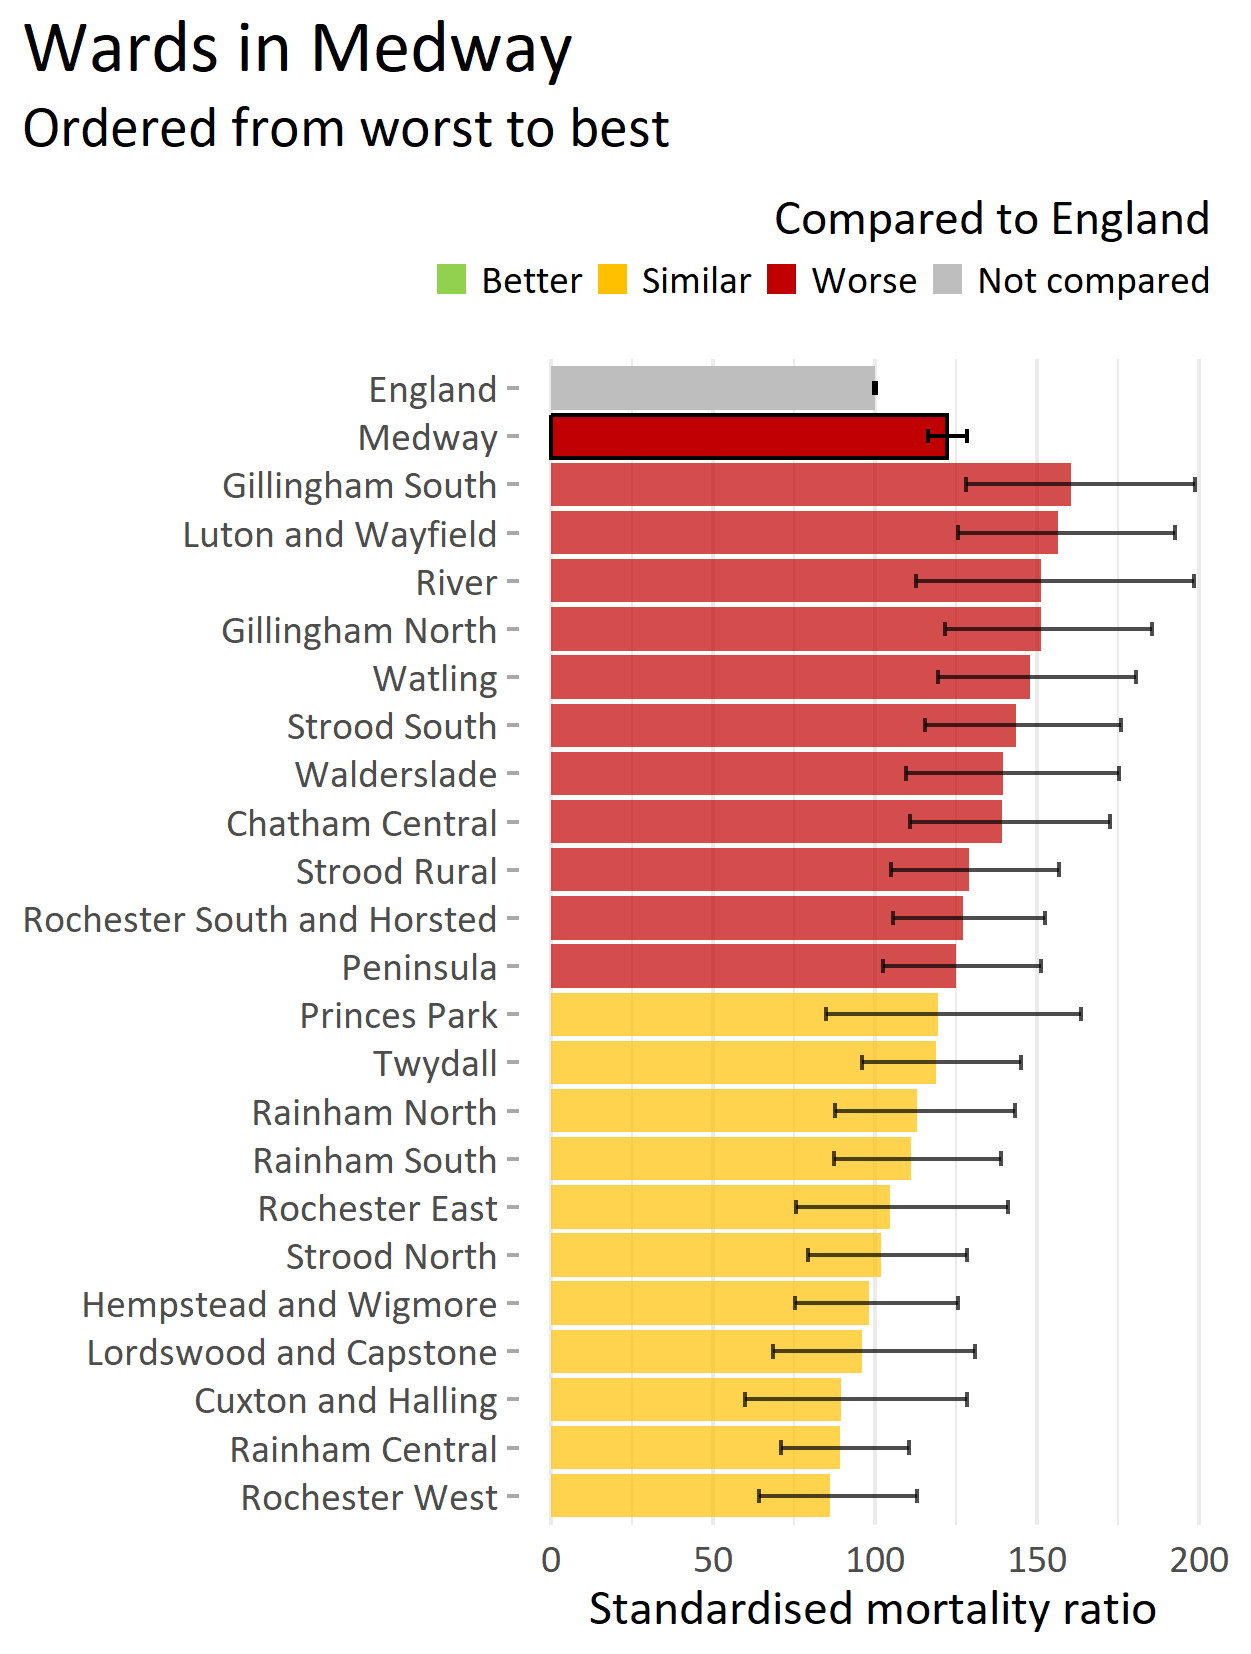 Wards in Medway
Ordered from worst to best
Compared to England
Better Similar Worse Not compared
England
Medway
Gillingham South
Luton and Wayfield
River
Gillingham North
Watling
Strood South
Walderslade
Chatham Central
Strood Rural
Rochester South and Horsted
Peninsula
Princes Park
Twydall
Rainham North
Rainham South
Rochester East
Strood North
Hempstead and Wigmore
Lordswood and Capstone
Cuxton and Halling
Rainham Central
Rochester West
0 50 100 150 200
Standardised mortality ratio